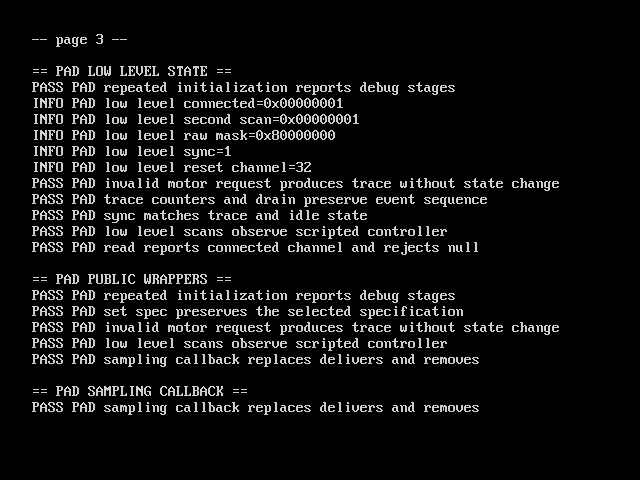 -- page 3 --
== PAD LOW LEVEL STATE ==
PASS PAD repeated initialization reports debug stages
INFO PAD low level connected=0x00000001
INFO PAD low level second scan=0x00000001
INFO PAD low level raw mask=0x80000000
INFO PAD low level sync=1
INFO PAD low level reset channel=32
PASS PAD invalid motor request produces trace without state change
PASS PAD trace counters and drain preserve event sequence
PASS PAD sync matches trace and idle state
PASS PAD low level scans observe scripted controller
PASS PAD read reports connected channel and rejects null
== PAD PUBLIC WRAPPERS ==
PASS PAD repeated initialization reports debug stages
PASS PAD set spec preserves the selected specification
PASS PAD invalid motor request produces trace without state change
PASS PAD low level scans observe scripted controller
PASS PAD sampling callback replaces delivers and removes
== PAD SAMPLING CALLBACK ==
PASS PAD sampling callback replaces delivers and removes